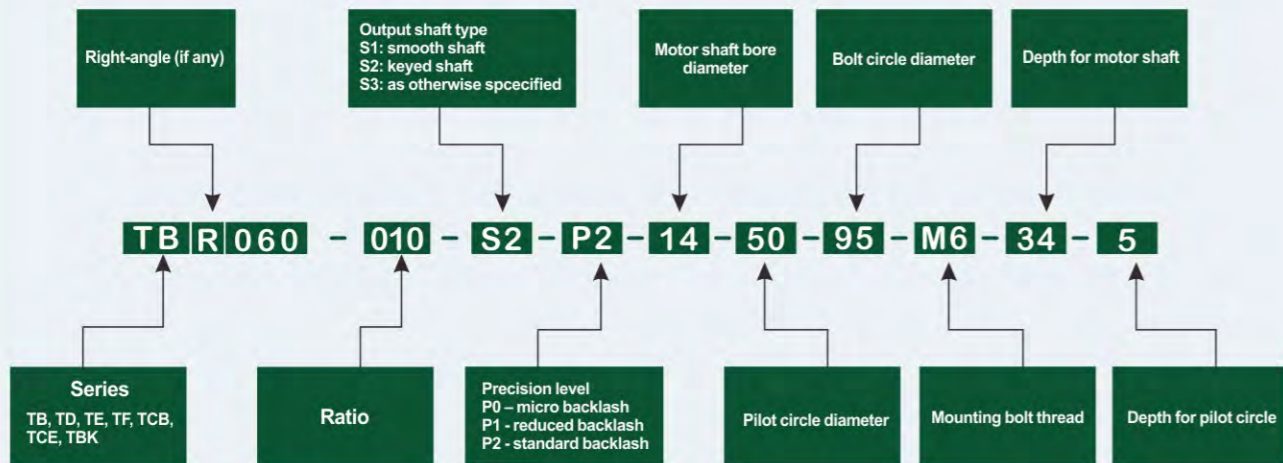 Right-angle (if any)
Output shaft type
S1: smooth shaft
S2: keyed shaft
S3: as otherwise spcecified
Motor shaft bore
diameter
Bolt circle diameter
Depth for motor shaft
TB R 060 - 010 - S2 - P2 - 14 - 50 - 95 - M6 - 34 - 5
Series
TB, TD, TE, TF, TCB,
TCE, TBK
Ratio
Precision level
P0 – micro backlash
P1 - reduced backlash
P2 - standard backlash
Pilot circle diameter
Mounting bolt thread
Depth for pilot circle